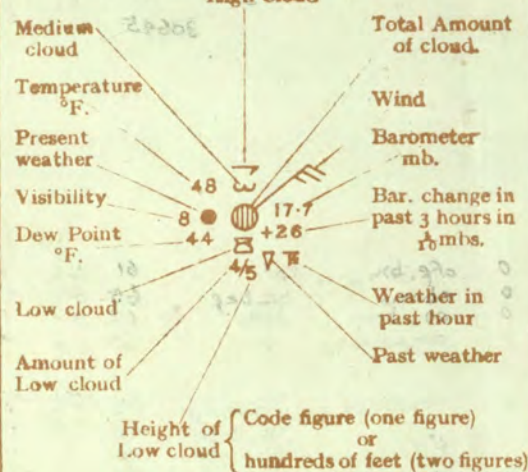 High Cloud
Medium cloud
Total Amount of cloud.
Temperature °F.
Wind
Present weather
Barometer mb.
Visibility
Bar. change in past 3 hours in 1/10 mbs.
Dew Point °F.
48
8
44
17·7
+26
4/5
Low cloud
Weather in past hour
Amount of Low cloud
Past weather
Height of Low cloud { Code figure (one figure)
or
hundreds of feet (two figures)